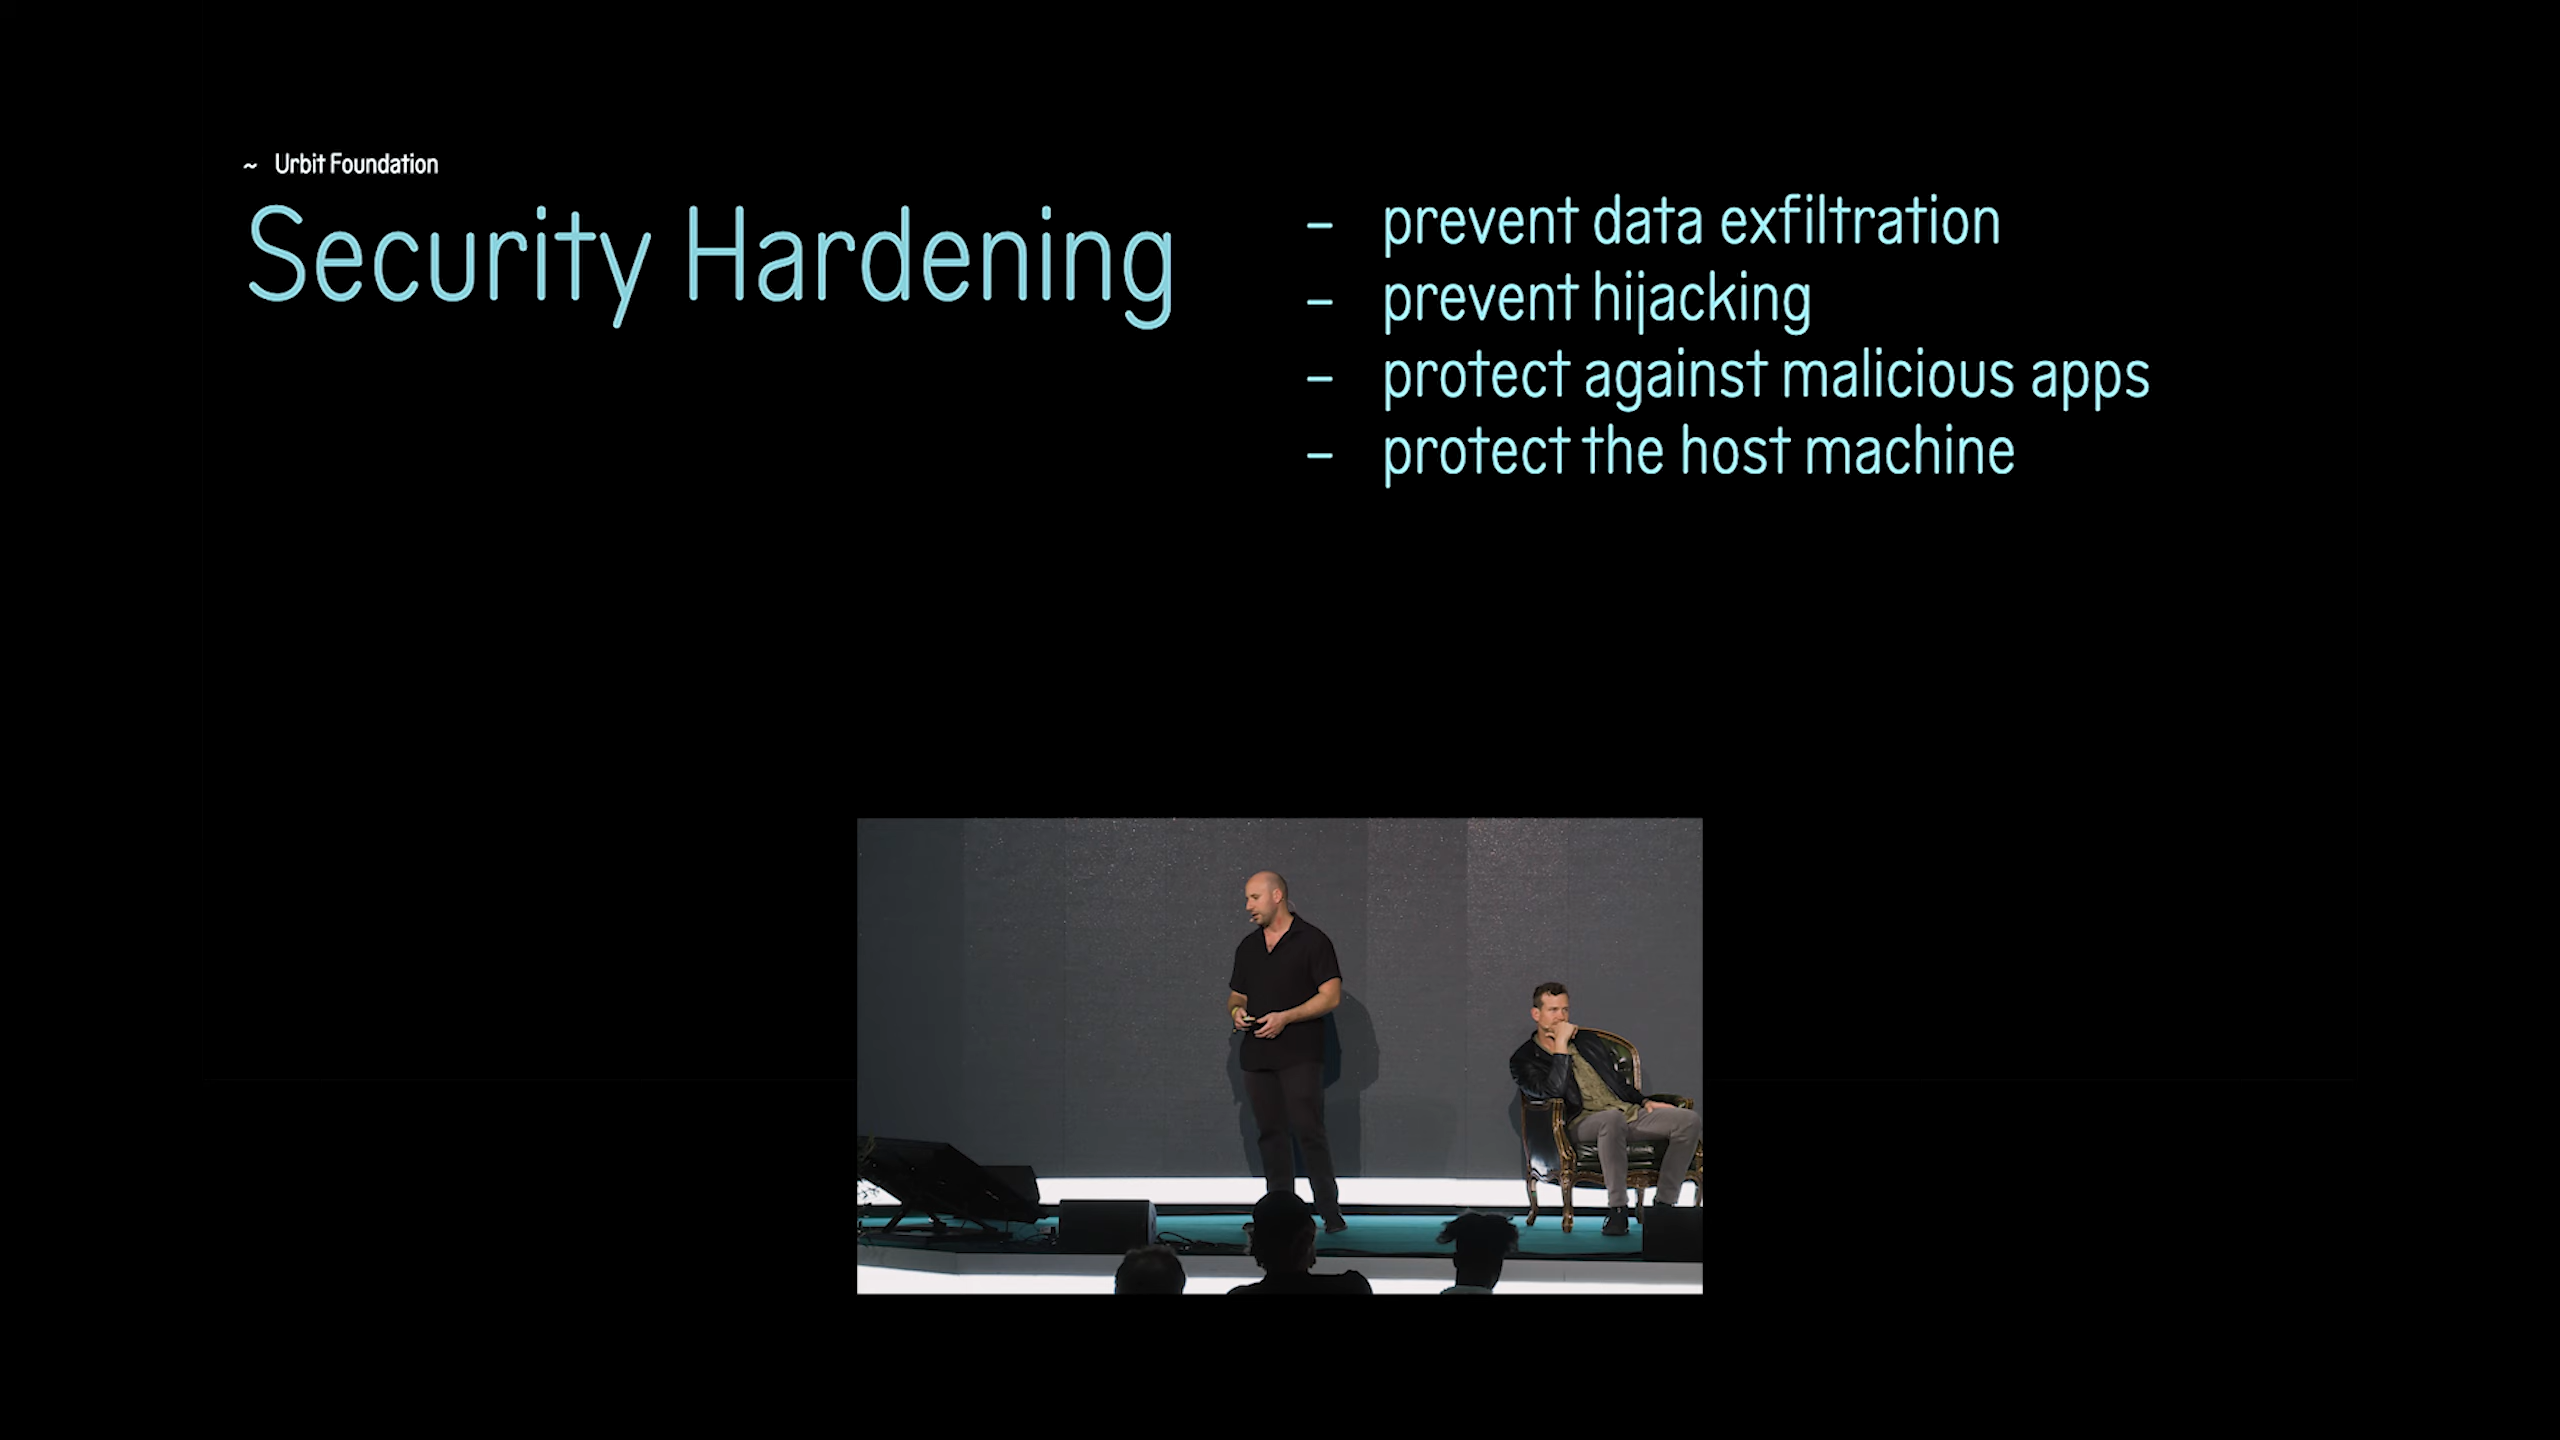 ~ Urbit Foundation
Security Hardening
– prevent data exfiltration
– prevent hijacking
– protect against malicious apps
– protect the host machine